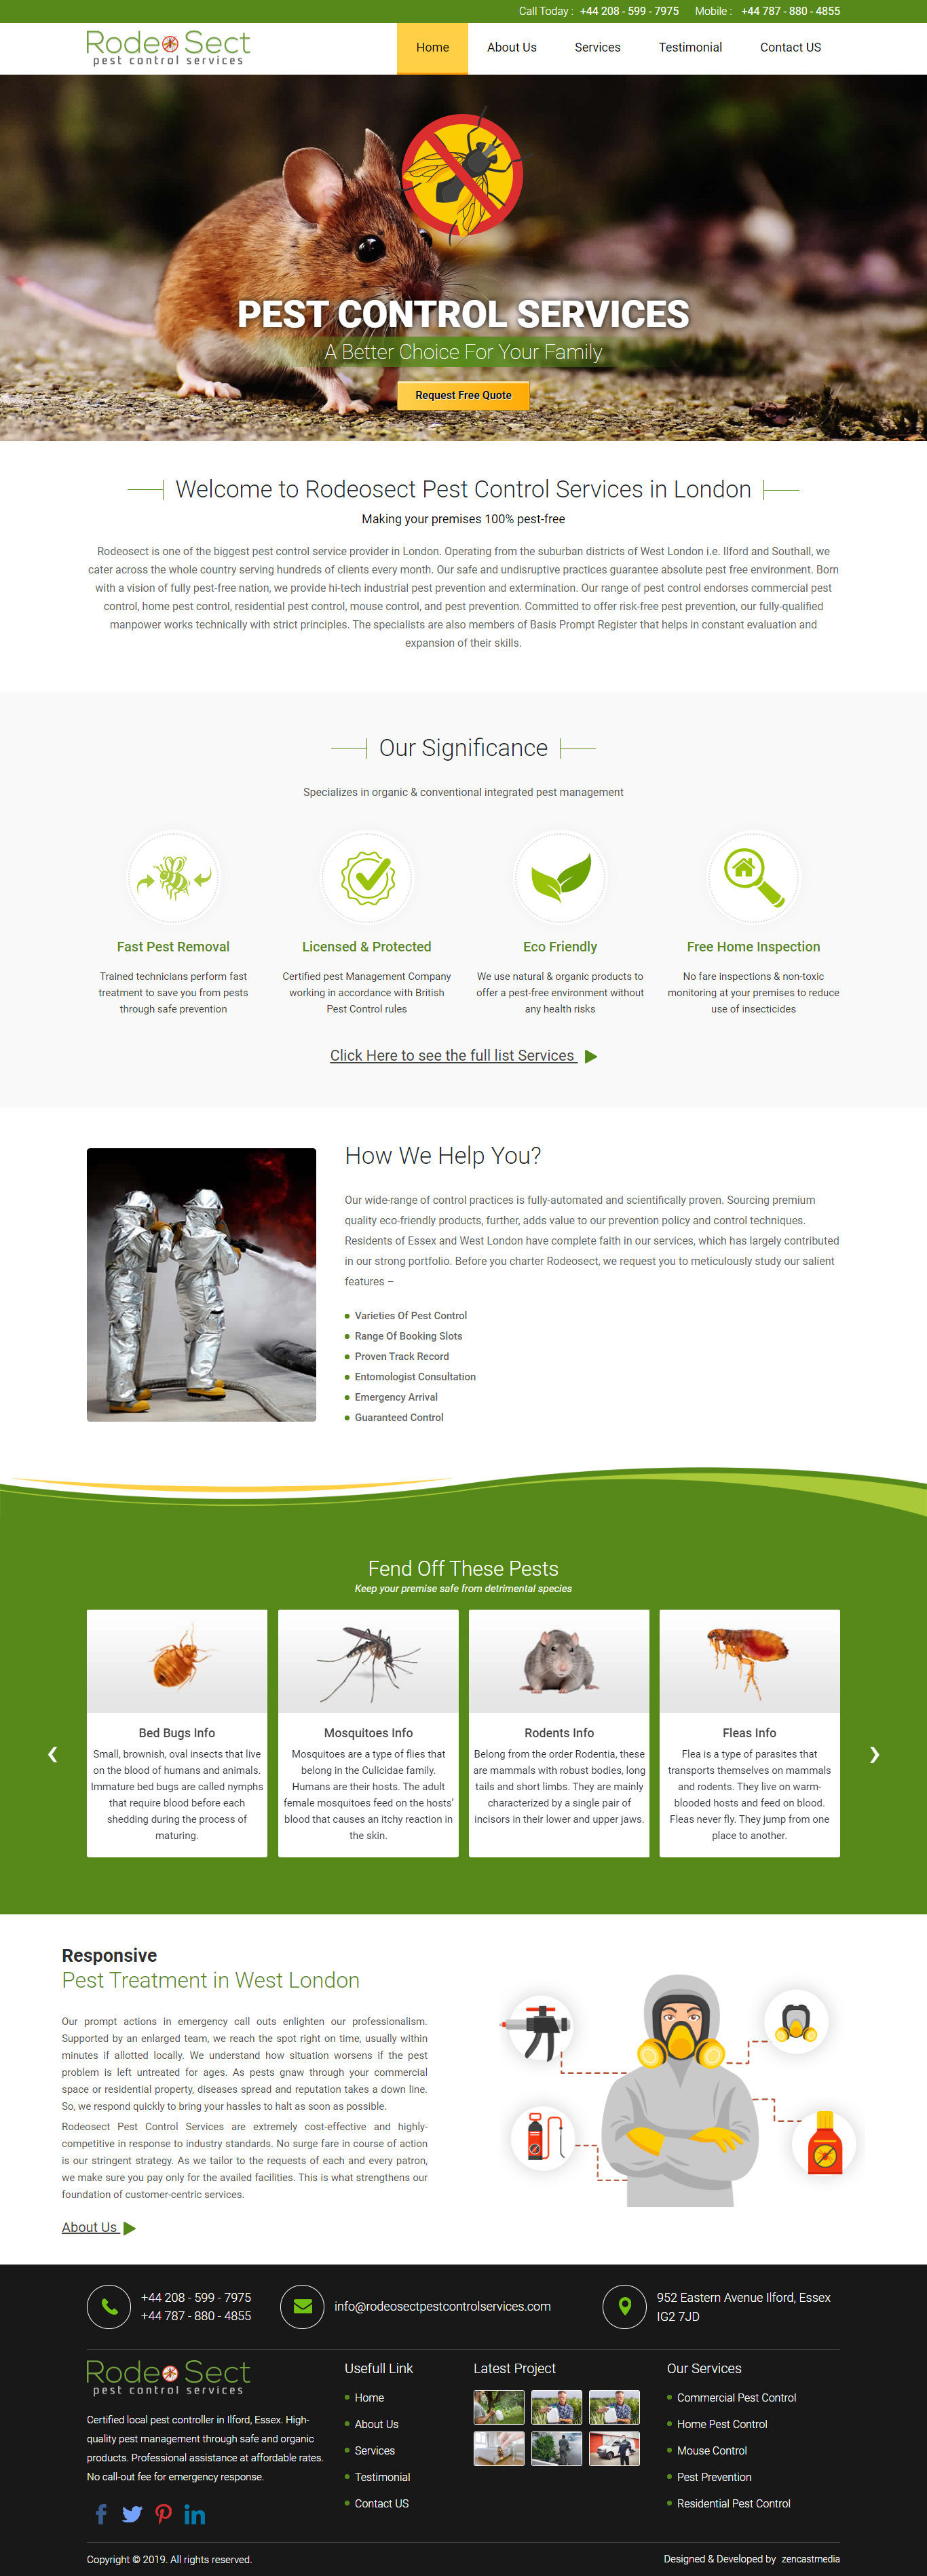 Call Today : +44 208 - 599 - 7975 Mobile : +44 787 - 880 - 4855
Rode Sect
pest control services
Home About Us Services Testimonial Contact US
PEST CONTROL SERVICES
A Better Choice For Your Family
Request Free Quote
Welcome to Rodeosect Pest Control Services in London
Making your premises 100% pest-free
Rodeosect is one of the biggest pest control service provider in London. Operating from the suburban districts of West London i.e. Ilford and Southall, we
cater across the whole country serving hundreds of clients every month. Our safe and undisruptive practices guarantee absolute pest free environment. Born
with a vision of fully pest-free nation, we provide hi-tech industrial pest prevention and extermination. Our range of pest control endorses commercial pest
control, home pest control, residential pest control, mouse control, and pest prevention. Committed to offer risk-free pest prevention, our fully-qualified
manpower works technically with strict principles. The specialists are also members of Basis Prompt Register that helps in constant evaluation and
expansion of their skills.
Our Significance
Specializes in organic & conventional integrated pest management
Fast Pest Removal
Trained technicians perform fast
treatment to save you from pests
through safe prevention
Licensed & Protected
Certified pest Management Company
working in accordance with British
Pest Control rules
Eco Friendly
We use natural & organic products to
offer a pest-free environment without
any health risks
Free Home Inspection
No fare inspections & non-toxic
monitoring at your premises to reduce
use of insecticides
Click Here to see the full list Services
How We Help You?
Our wide-range of control practices is fully-automated and scientifically proven. Sourcing premium
quality eco-friendly products, further, adds value to our prevention policy and control techniques.
Residents of Essex and West London have complete faith in our services, which has largely contributed
in our strong portfolio. Before you charter Rodeosect, we request you to meticulously study our salient
features –
Varieties Of Pest Control
Range Of Booking Slots
Proven Track Record
Entomologist Consultation
Emergency Arrival
Guaranteed Control
Fend Off These Pests
Keep your premise safe from detrimental species
Bed Bugs Info
Small, brownish, oval insects that live
on the blood of humans and animals.
Immature bed bugs are called nymphs
that require blood before each
shedding during the process of
maturing.
Mosquitoes Info
Mosquitoes are a type of flies that
belong in the Culicidae family.
Humans are their hosts. The adult
female mosquitoes feed on the hosts'
blood that causes an itchy reaction in
the skin.
Rodents Info
Belong from the order Rodentia, these
are mammals with robust bodies, long
tails and short limbs. They are mainly
characterized by a single pair of
incisors in their lower and upper jaws.
Fleas Info
Flea is a type of parasites that
transports themselves on mammals
and rodents. They live on warm-
blooded hosts and feed on blood.
Fleas never fly. They jump from one
place to another.
Responsive
Pest Treatment in West London
Our prompt actions in emergency call outs enlighten our professionalism.
Supported by an enlarged team, we reach the spot right on time, usually within
minutes if allotted locally. We understand how situation worsens if the pest
problem is left untreated for ages. As pests gnaw through your commercial
space or residential property, diseases spread and reputation takes a down line.
So, we respond quickly to bring your hassles to halt as soon as possible.
Rodeosect Pest Control Services are extremely cost-effective and highly-
competitive in response to industry standards. No surge fare in course of action
is our stringent strategy. As we tailor to the requests of each and every patron,
we make sure you pay only for the availed facilities. This is what strengthens our
foundation of customer-centric services.
About Us
+44 208 - 599 - 7975
+44 787 - 880 - 4855
info@rodeosectpestcontrolservices.com
952 Eastern Avenue Ilford, Essex
IG2 7JD
Rode Sect
pest control services
Certified local pest controller in Ilford, Essex. High-
quality pest management through safe and organic
products. Professional assistance at affordable rates.
No call-out fee for emergency response.
Usefull Link
Home
About Us
Services
Testimonial
Contact US
Latest Project
Our Services
Commercial Pest Control
Home Pest Control
Mouse Control
Pest Prevention
Residential Pest Control
Copyright © 2019. All rights reserved.
Designed & Developed by zencastmedia